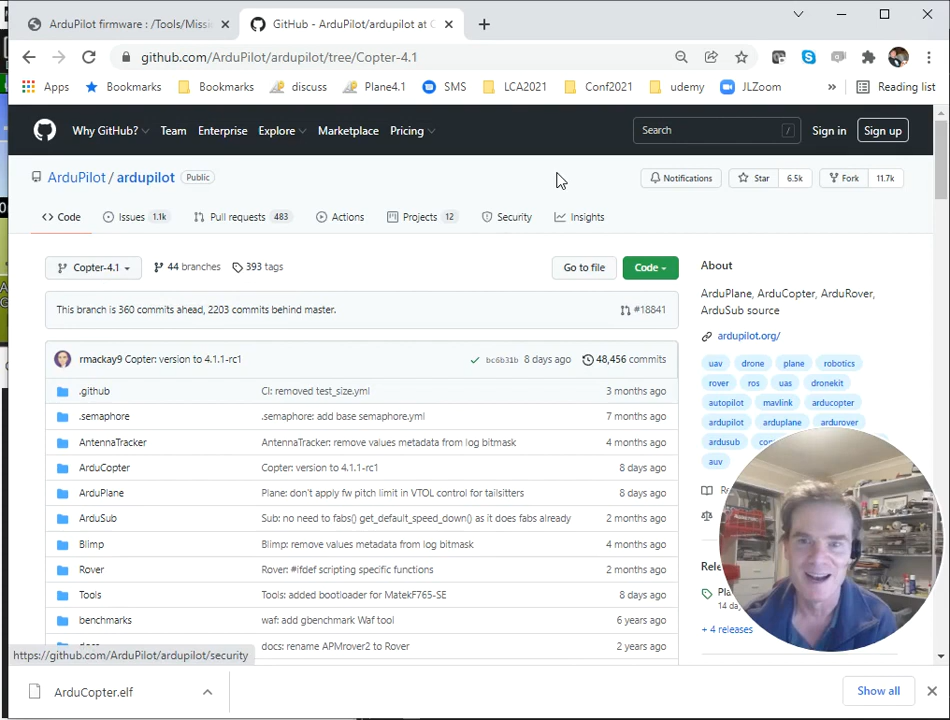 ArduPilot firmware : /Tools/Missi
GitHub - ArduPilot/ardupilot at C
github.com/ArduPilot/ardupilot/tree/Copter-4.1
Apps
Bookmarks
Bookmarks
discuss
Plane4.1
SMS
LCA2021
Conf2021
udemy
JLZoom
»
Reading list
Why GitHub?
Team
Enterprise
Explore
Marketplace
Pricing
Search
/
Sign in
Sign up
ArduPilot / ardupilot
Public
Notifications
Star
6.5k
Fork
11.7k
<> Code
Issues 1.1k
Pull requests 483
Actions
Projects 12
Security
Insights
Copter-4.1
44 branches
393 tags
Go to file
Code
About
ArduPlane, ArduCopter, ArduRover,
ArduSub source
ardupilot.org/
This branch is 360 commits ahead, 2203 commits behind master.
#18841
rmackay9 Copter: version to 4.1.1-rc1
bc6b31b 8 days ago
48,456 commits
.github
CI: removed test_size.yml
3 months ago
.semaphore
.semaphore: add base semaphore.yml
7 months ago
AntennaTracker
AntennaTracker: remove values metadata from log bitmask
4 months ago
ArduCopter
Copter: version to 4.1.1-rc1
8 days ago
ArduPlane
Plane: don't apply fw pitch limit in VTOL control for tailsitters
8 days ago
ArduSub
Sub: no need to fabs() get_default_speed_down() as it does fabs already
2 months ago
Blimp
Blimp: remove values metadata from log bitmask
4 months ago
Rover
Rover: #ifdef scripting specific functions
2 months ago
Tools
Tools: added bootloader for MatekF765-SE
8 days ago
benchmarks
waf: add gbenchmark Waf tool
6 years ago
docs
docs: rename APMrover2 to Rover
2 years ago
uav drone plane robotics
rover ros uas dronekit
autopilot mavlink arducopter
ardupilot arduplane ardurover
ardusub
auv
Rele
Pla
14 da
+ 4 releases
https://github.com/ArduPilot/ardupilot/security
ArduCopter.elf
Show all